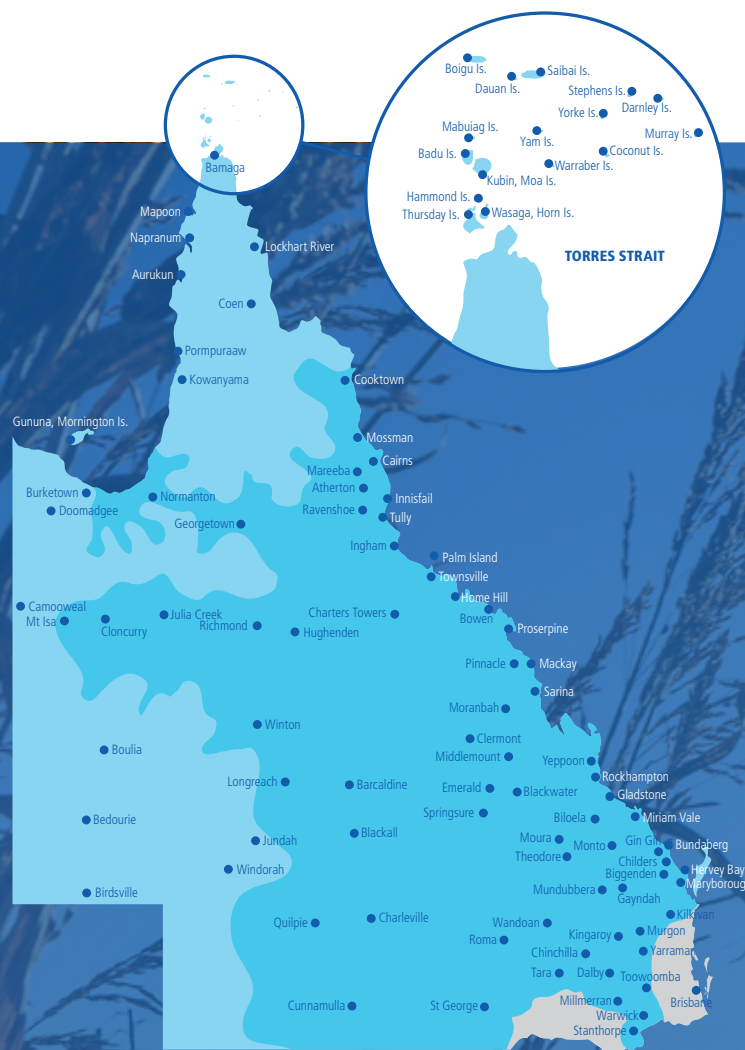 Boigu Is.
Saibai Is.
Dauan Is.
Stephens Is.
Darnley Is.
Yorke Is.
Mabuiag Is.
Yam Is.
Murray Is.
Badu Is.
Coconut Is.
Warraber Is.
Kubin, Moa Is.
Hammond Is.
Thursday Is.
Wasaga, Horn Is.
TORRES STRAIT
Bamaga
Mapoon
Napranum
Lockhart River
Aurukun
Coen
Pormpuraaw
Kowanyama
Cooktown
Gununa, Mornington Is.
Mossman
Cairns
Mareeba
Atherton
Burketown
Normanton
Innisfail
Doomadgee
Ravenshoe
Tully
Georgetown
Ingham
Palm Island
Townsville
Home Hill
Camooweal
Mt Isa
Cloncurry
Julia Creek
Richmond
Hughenden
Charters Towers
Bowen
Proserpine
Pinnacle
Mackay
Sarina
Moranbah
Winton
Clermont
Boulia
Middlemount
Yeppoon
Rockhampton
Longreach
Barcaldine
Emerald
Blackwater
Gladstone
Springsure
Bedourie
Biloela
Miriam Vale
Blackall
Jundah
Moura
Monto
Gin Gin
Bundaberg
Theodore
Childers
Windorah
Biggenden
Hervey Bay
Maryboroug
Birdsville
Mundubbera
Gayndah
Kilkivan
Quilpie
Charleville
Wandoan
Murgon
Roma
Kingaroy
Chinchilla
Yarraman
Tara
Dalby
Toowoomba
Cunnamulla
St George
Millmerran
Brisbane
Warwick
Stanthorpe